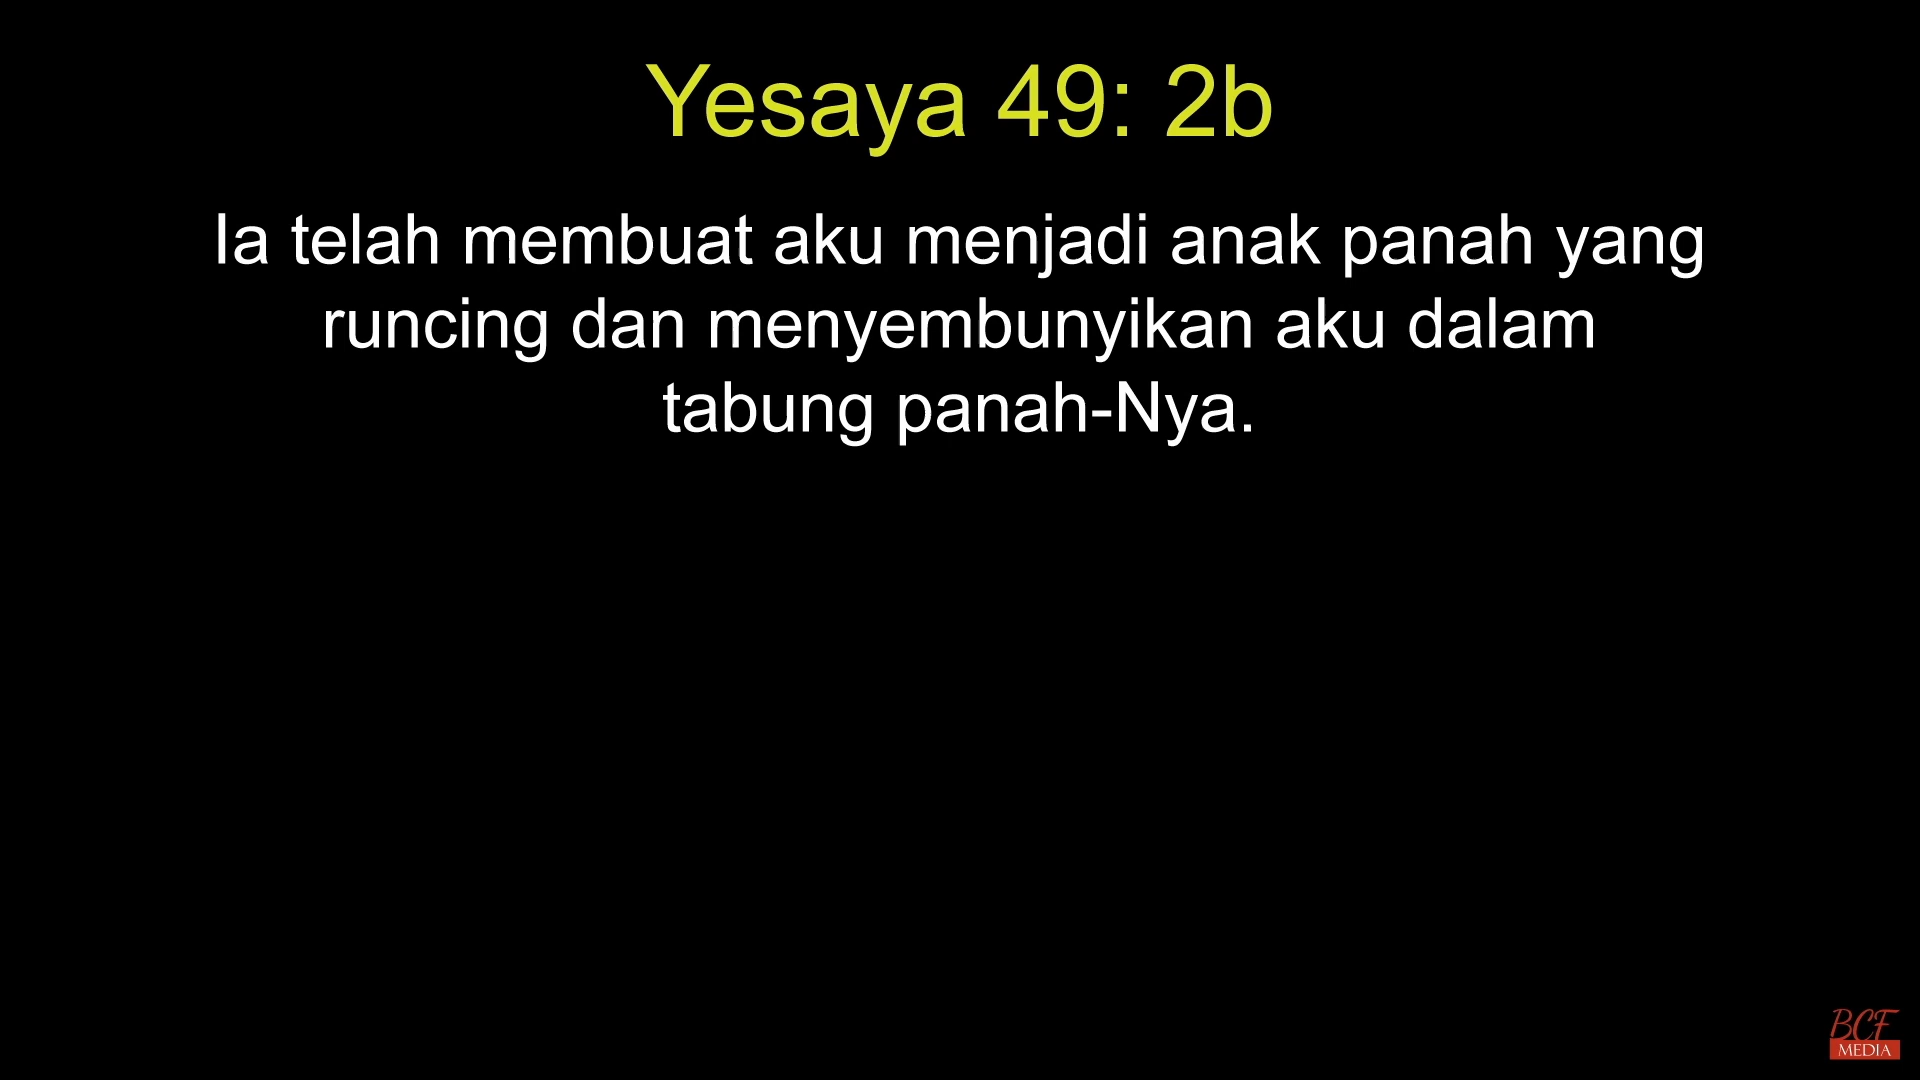 Yesaya 49: 2b
Ia telah membuat aku menjadi anak panah yang
runcing dan menyembunyikan aku dalam
tabung panah-Nya.
BCF
MEDIA